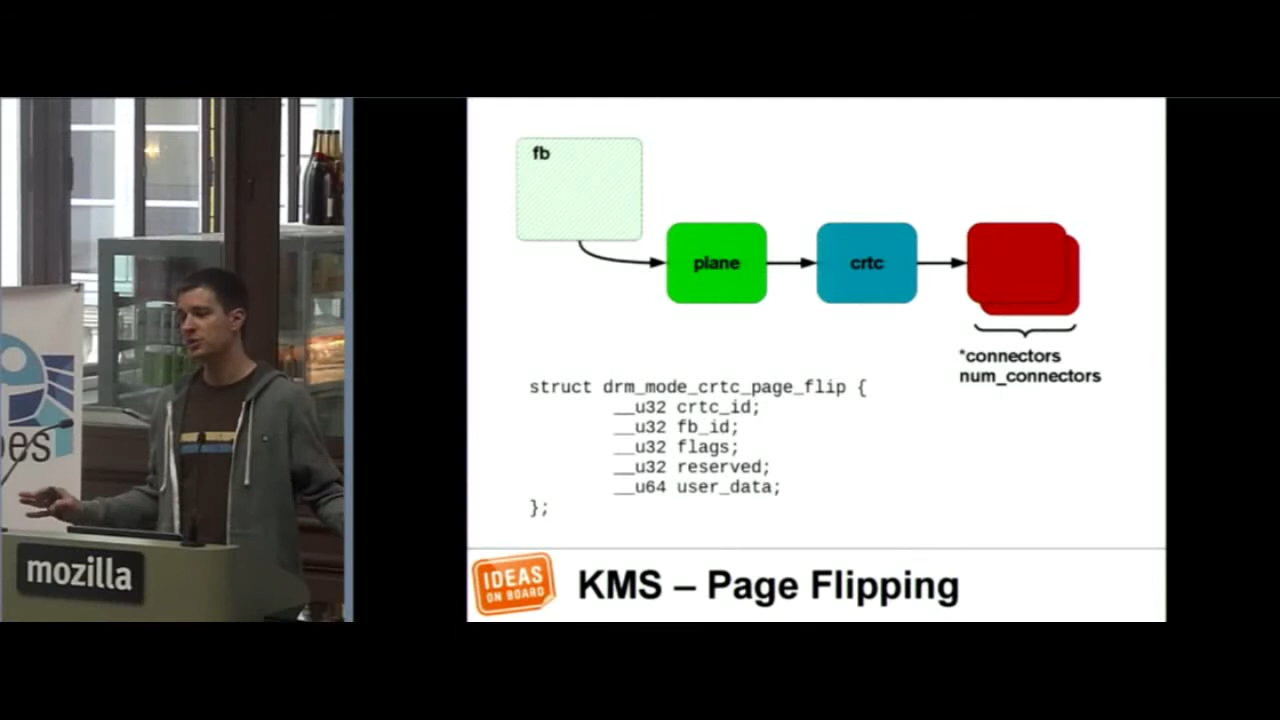 fb
plane
crtc
*connectors
num_connectors
struct drm_mode_crtc_page_flip {
__u32 crtc_id;
__u32 fb_id;
__u32 flags;
__u32 reserved;
__u64 user_data;
};
IDEAS
ON BOARD
KMS – Page Flipping
mozilla